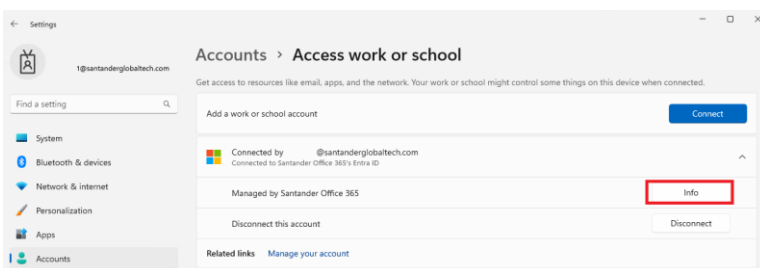 Settings
1@santanderglobaltech.com
Find a setting
System
Bluetooth & devices
Network & internet
Personalization
Apps
Accounts
Accounts > Access work or school
Get access to resources like email, apps, and the network. Your work or school might control some things on this device when connected.
Add a work or school account
Connect
Connected by @santanderglobaltech.com
Connected to Santander Office 365's Entra ID
Managed by Santander Office 365
Info
Disconnect this account
Disconnect
Related links Manage your account